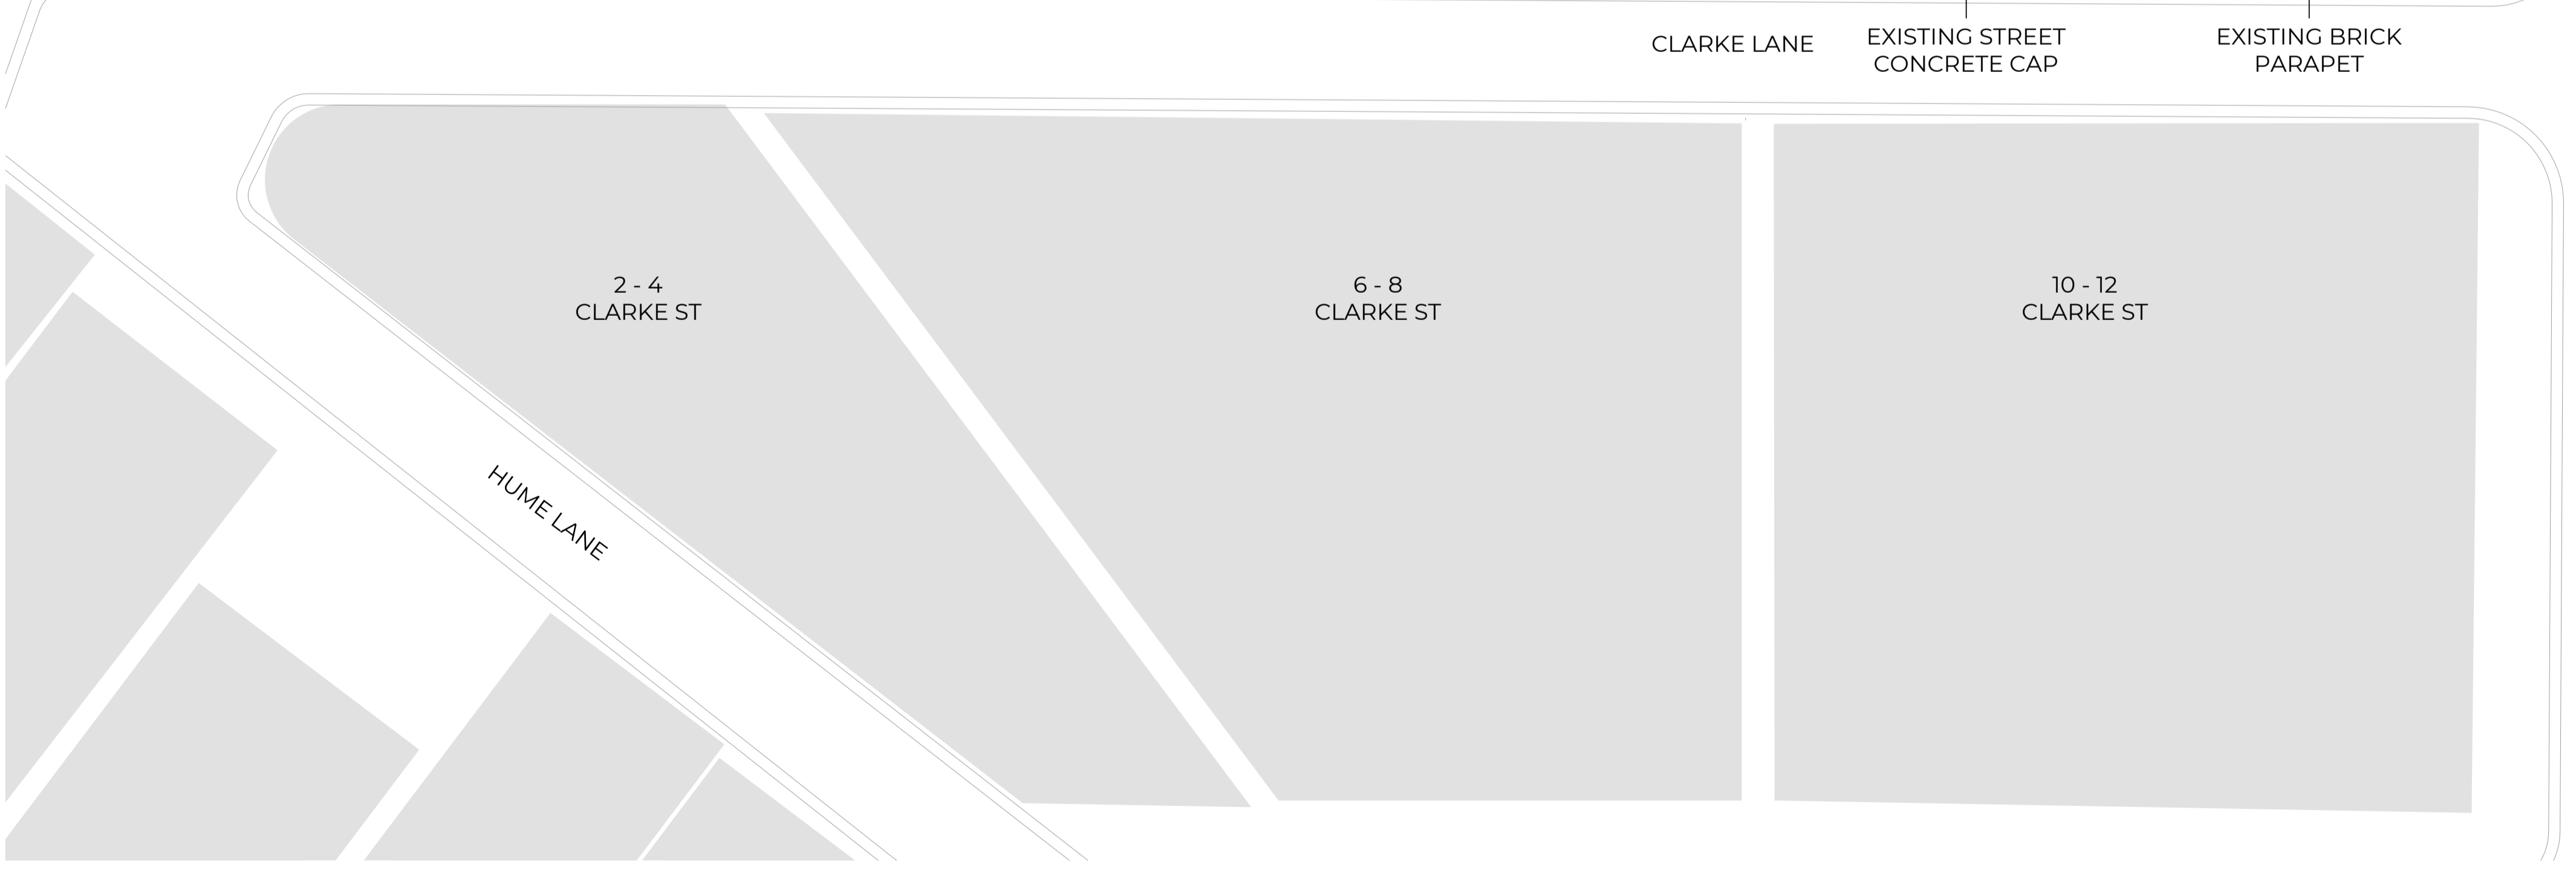 CLARKE LANE
EXISTING STREET
CONCRETE CAP
EXISTING BRICK
PARAPET
2 - 4
CLARKE ST
6 - 8
CLARKE ST
10 - 12
CLARKE ST
HUME LANE